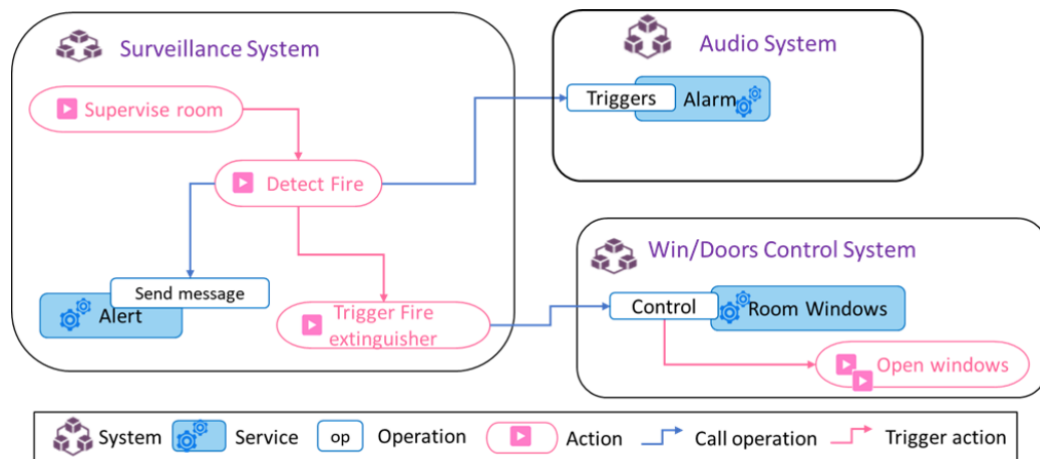 Surveillance System
Audio System
Supervise room
Triggers
Alarm
Detect Fire
Win/Doors Control System
Send message
Alert
Trigger Fire
extinguisher
Control
Room Windows
Open windows
System
Service
op
Operation
Action
Call operation
Trigger action